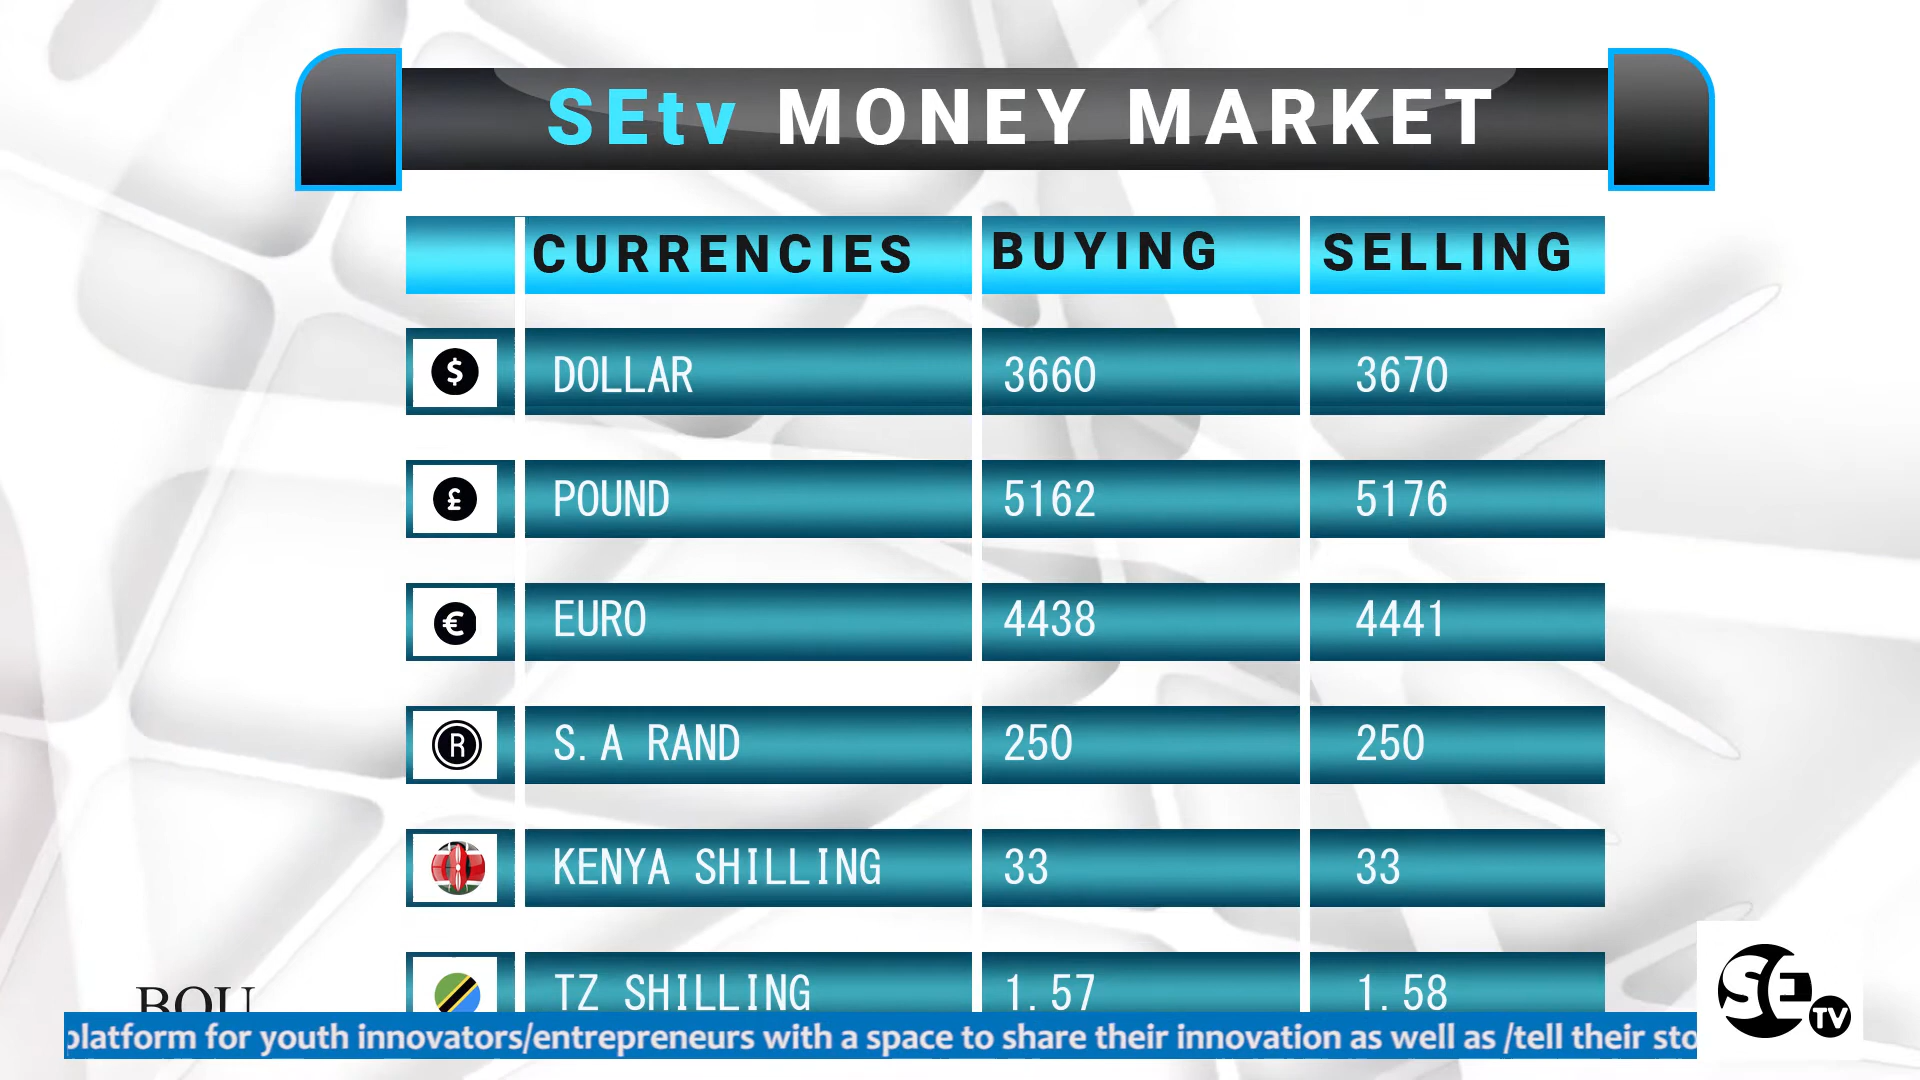 SEtv MONEY MARKET
CURRENCIES BUYING SELLING
$ DOLLAR 3660 3670
£ POUND 5162 5176
€ EURO 4438 4441
R S.A RAND 250 250
KENYA SHILLING 33 33
TZ SHILLING 1.57 1.58
BOU
platform for youth innovators/entrepreneurs with a space to share their innovation as well as /tell their sto
SE TV